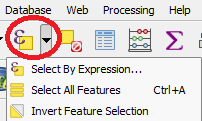 Database Web Processing Help
Select By Expression...
Select All Features Ctrl+A
Invert Feature Selection